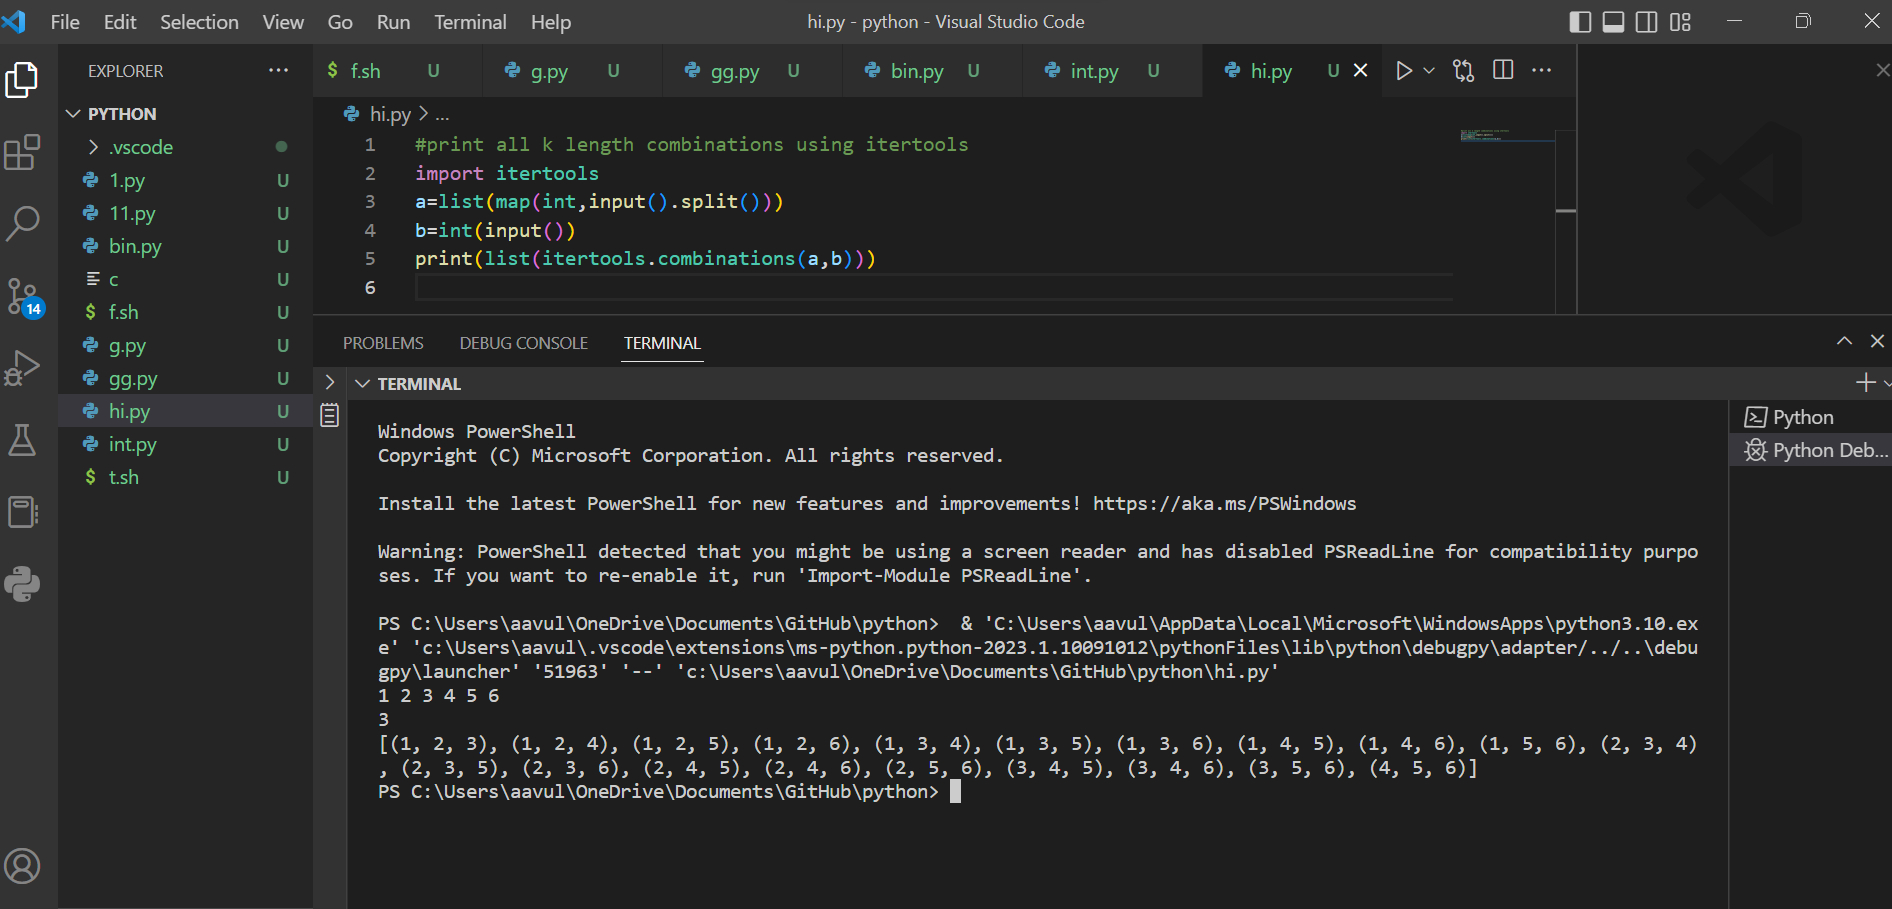 File Edit Selection View Go Run Terminal Help hi.py - python - Visual Studio Code
EXPLORER
PYTHON
.vscode
1.py U
11.py U
bin.py U
c U
$ f.sh U
g.py U
gg.py U
hi.py U
int.py U
$ t.sh U
14
$ f.sh U g.py U gg.py U bin.py U int.py U hi.py U
hi.py > ...
1 #print all k length combinations using itertools
2 import itertools
3 a=list(map(int,input().split()))
4 b=int(input())
5 print(list(itertools.combinations(a,b)))
6
PROBLEMS DEBUG CONSOLE TERMINAL
TERMINAL
Windows PowerShell
Copyright (C) Microsoft Corporation. All rights reserved.
Install the latest PowerShell for new features and improvements! https://aka.ms/PSWindows
Warning: PowerShell detected that you might be using a screen reader and has disabled PSReadLine for compatibility purpo
ses. If you want to re-enable it, run 'Import-Module PSReadLine'.
PS C:\Users\aavul\OneDrive\Documents\GitHub\python>  & 'C:\Users\aavul\AppData\Local\Microsoft\WindowsApps\python3.10.ex
e' 'c:\Users\aavul\.vscode\extensions\ms-python.python-2023.1.10091012\pythonFiles\lib\python\debugpy\adapter/../..\debu
gpy\launcher' '51963' '--' 'c:\Users\aavul\OneDrive\Documents\GitHub\python\hi.py'
1 2 3 4 5 6
3
[(1, 2, 3), (1, 2, 4), (1, 2, 5), (1, 2, 6), (1, 3, 4), (1, 3, 5), (1, 3, 6), (1, 4, 5), (1, 4, 6), (1, 5, 6), (2, 3, 4)
, (2, 3, 5), (2, 3, 6), (2, 4, 5), (2, 4, 6), (2, 5, 6), (3, 4, 5), (3, 4, 6), (3, 5, 6), (4, 5, 6)]
PS C:\Users\aavul\OneDrive\Documents\GitHub\python>
Python
Python Deb...